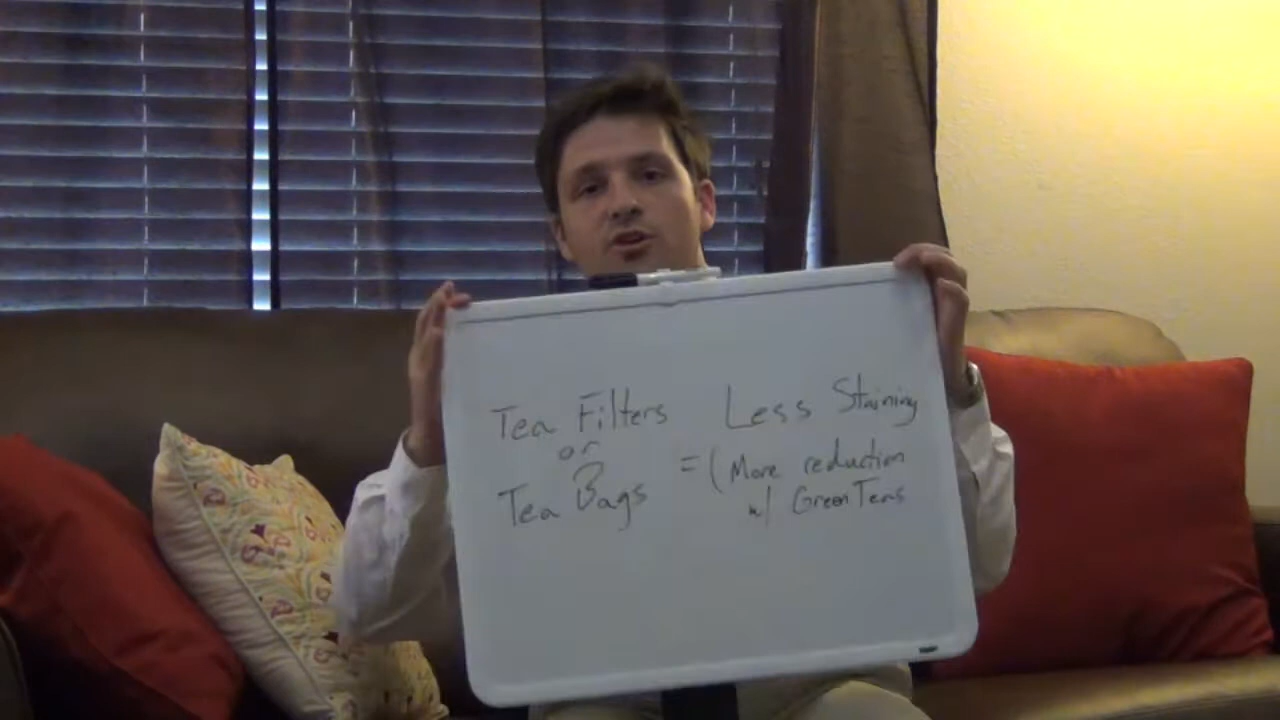 Tea Filters
or
Tea Bags
= Less Staining
(More reduction
w/ Green Teas